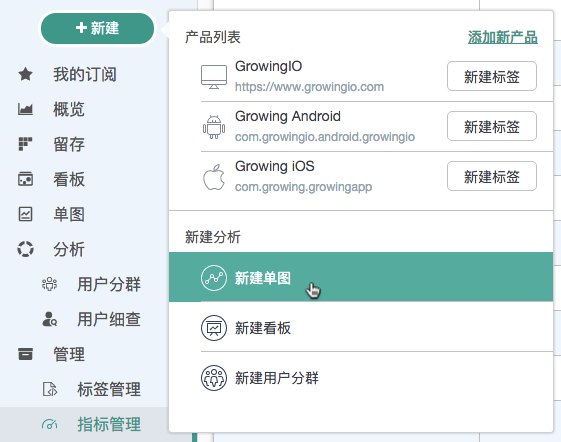 新建
我的订阅
概览
留存
看板
单图
分析
用户分群
用户细查
管理
标签管理
指标管理
产品列表
添加新产品
GrowingIO
https://www.growingio.com
新建标签
Growing Android
com.growingio.android.growingio
新建标签
Growing iOS
com.growing.growingapp
新建标签
新建分析
新建单图
新建看板
新建用户分群